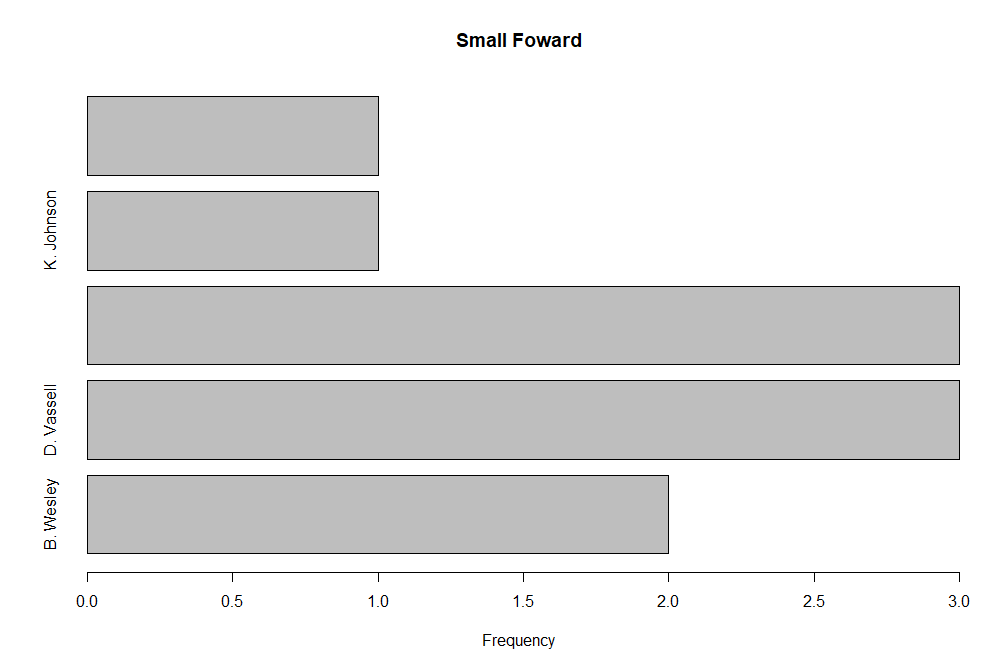 Small Foward
K. Johnson
D. Vassell
B. Wesley
0.0 0.5 1.0 1.5 2.0 2.5 3.0
Frequency